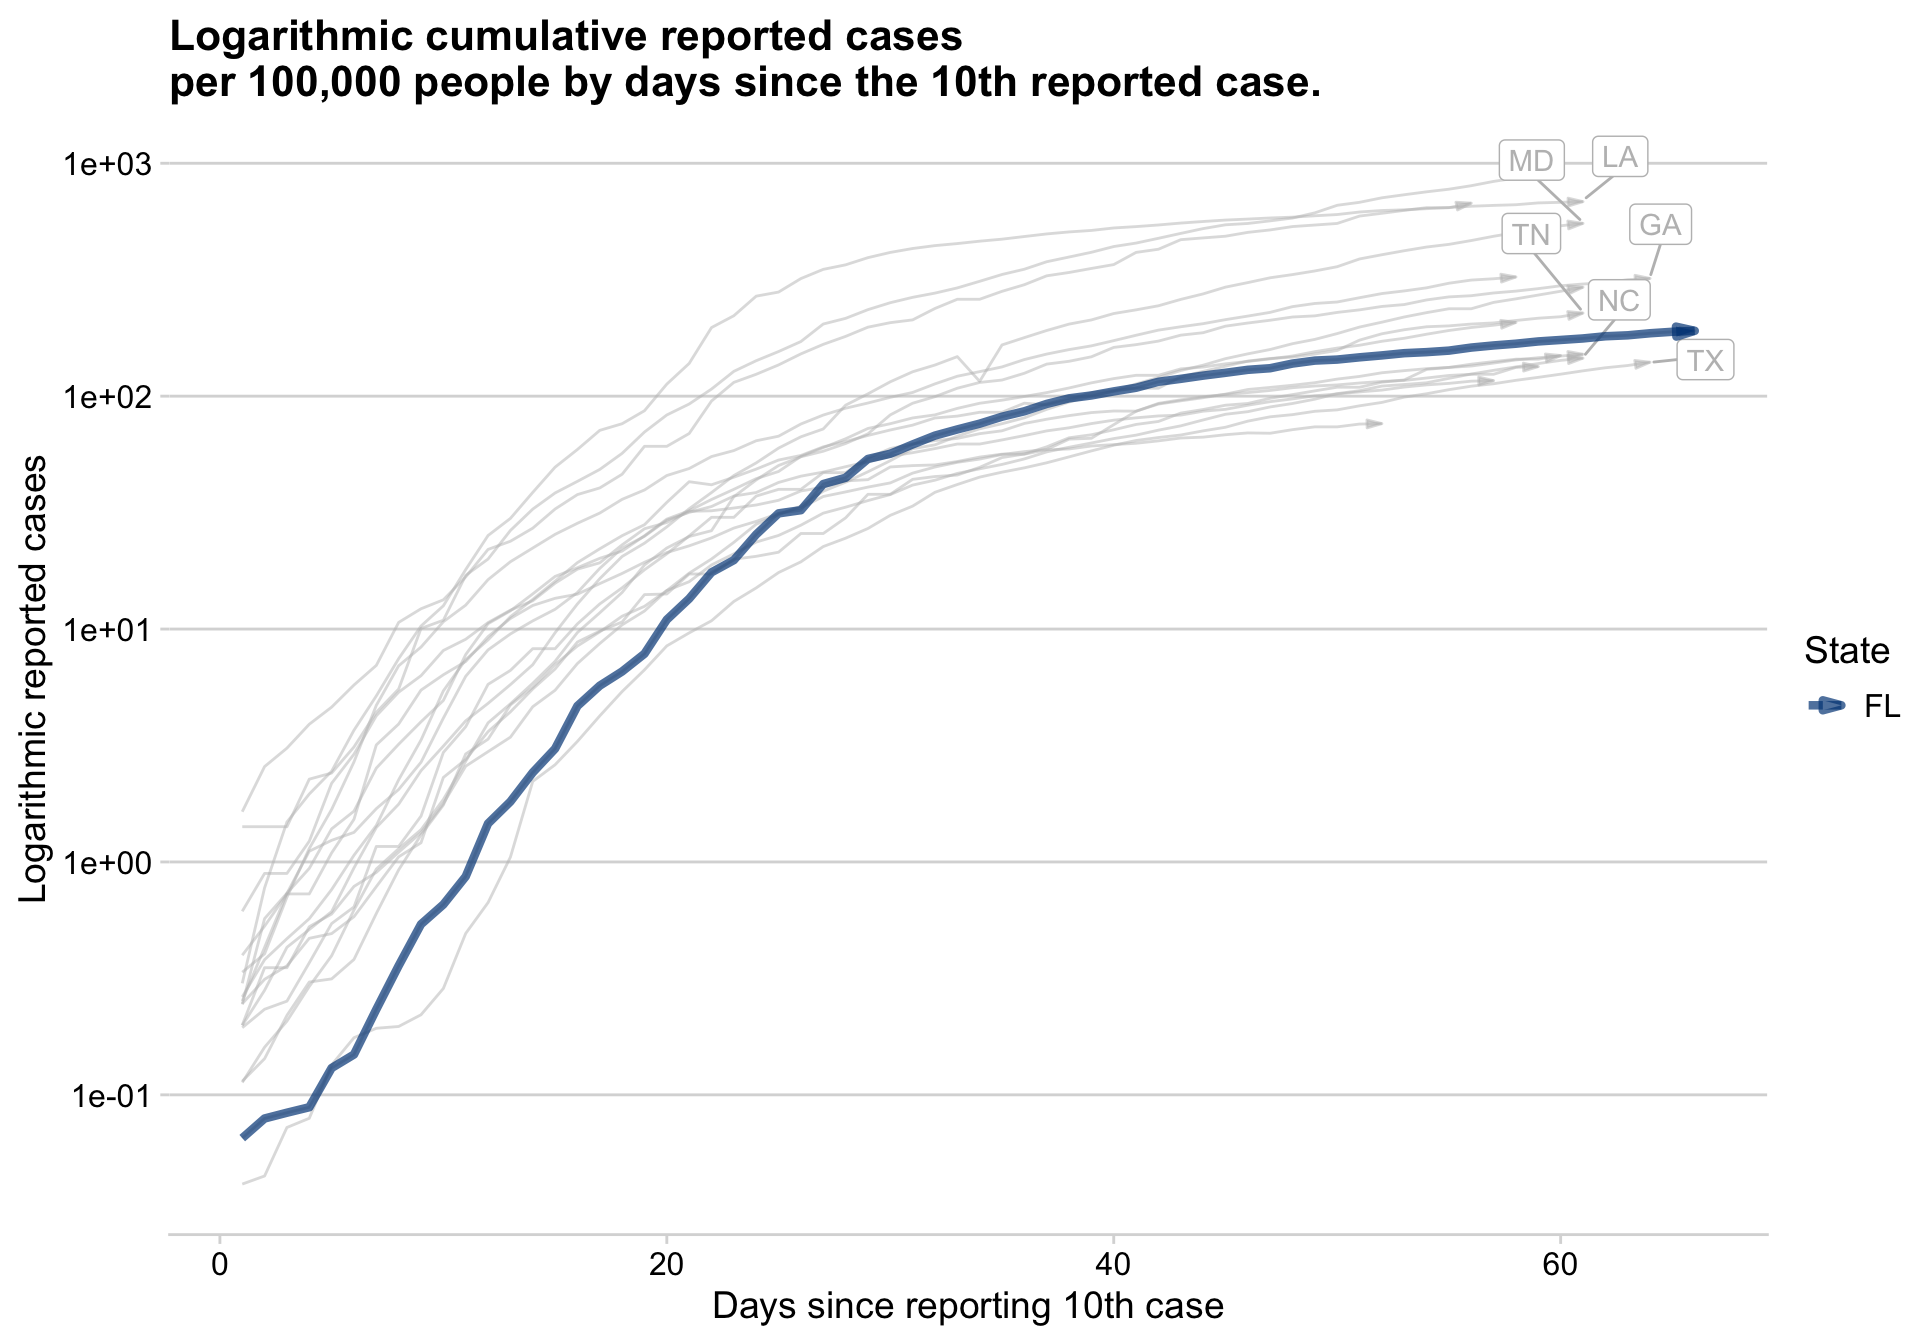 Logarithmic cumulative reported cases
per 100,000 people by days since the 10th reported case.
Logarithmic reported cases
1e+03
1e+02
1e+01
1e+00
1e-01
MD
LA
TN
GA
NC
TX
State
FL
0
20
40
60
Days since reporting 10th case